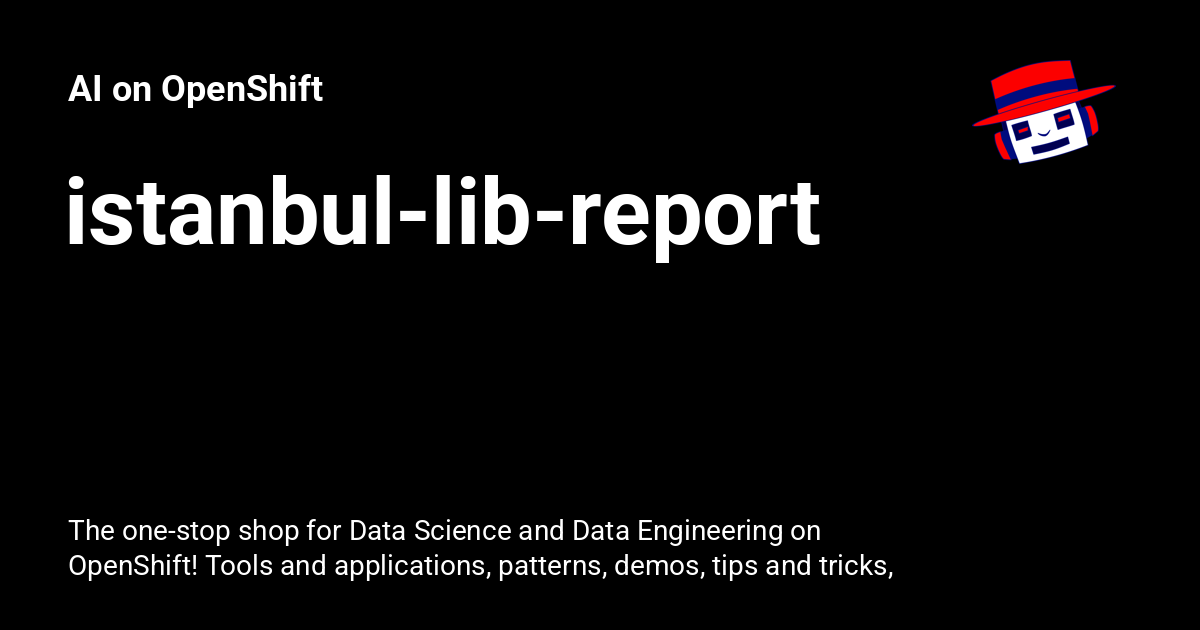 AI on OpenShift
istanbul-lib-report
The one-stop shop for Data Science and Data Engineering on
OpenShift! Tools and applications, patterns, demos, tips and tricks,